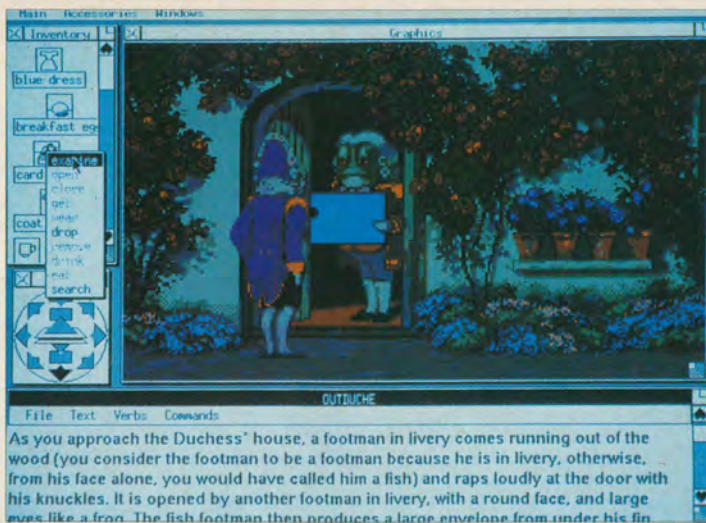 Main Accessories Windows
Inventory
Graphics
blue dress
breakfast eg
examine
card
open
close
get
wear
coat
drop
remove
drink
eat
search
OUTDUCHE
File Text Verbs Commands
As you approach the Duchess' house, a footman in livery comes running out of the
wood (you consider the footman to be a footman because he is in livery, otherwise,
from his face alone, you would have called him a fish) and raps loudly at the door with
his knuckles. It is opened by another footman in livery, with a round face, and large
eyes like a frog. The fish footman then produces a large envelope from under his fin